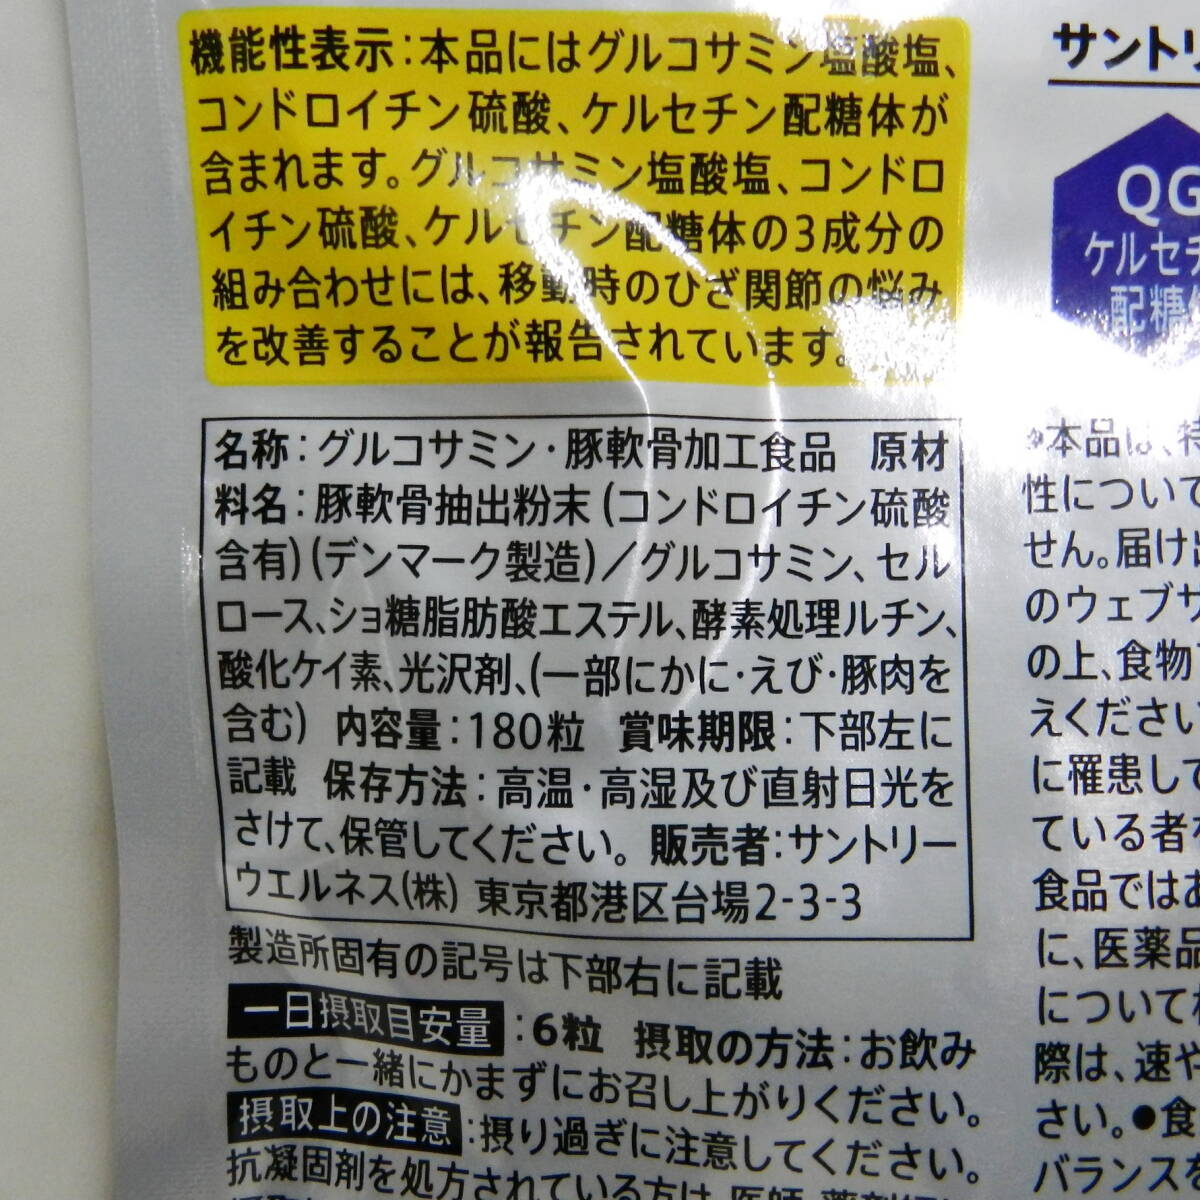 機能性表示：本品にはグルコサミン塩酸塩、
コンドロイチン硫酸、ケルセチン配糖体が
含まれます。グルコサミン塩酸塩、コンドロ
イチン硫酸、ケルセチン配糖体の3成分の
組み合わせには、移動時のひざ関節の悩み
を改善することが報告されています。
名称：グルコサミン・豚軟骨加工食品　原材
料名：豚軟骨抽出粉末（コンドロイチン硫酸
含有）（デンマーク製造）／グルコサミン、セル
ロース、ショ糖脂肪酸エステル、酵素処理ルチン、
酸化ケイ素、光沢剤、（一部にかに・えび・豚肉を
含む）　内容量：180粒　賞味期限：下部左に
記載　保存方法：高温・高湿及び直射日光を
さけて、保管してください。　販売者：サントリー
ウエルネス(株)　東京都港区台場2-3-3
製造所固有の記号は下部右に記載
一日摂取目安量：6粒　摂取の方法：お飲み
ものと一緒にかまずにお召し上がりください。
摂取上の注意：摂り過ぎに注意してください。
抗凝固剤を処方されている方は、医師・薬剤師
サントリ
QG
ケルセチ
配糖
※本品は、特
性について
せん。届け出
のウェブサ
の上、食物
えください
に罹患して
ている者
食品ではあ
に、医薬品
について
際は、速や
さい。●食
バランスを